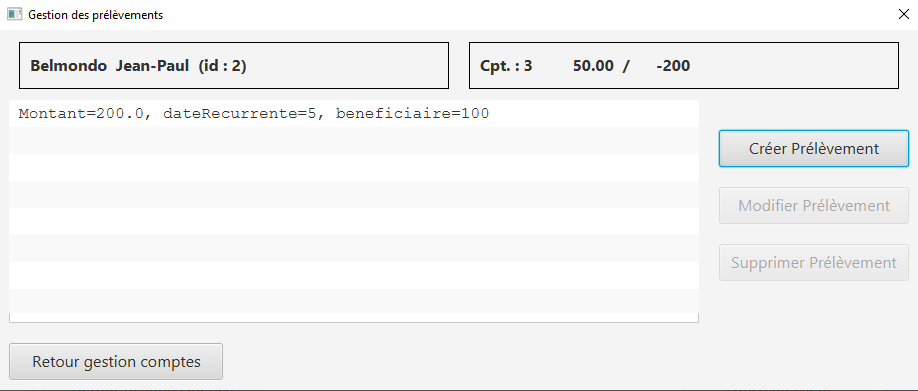 Gestion des prélèvements
Belmondo Jean-Paul (id : 2)
Cpt. : 3 50.00 / -200
Montant=200.0, dateRecurrente=5, beneficiaire=100
Créer Prélèvement
Modifier Prélèvement
Supprimer Prélèvement
Retour gestion comptes